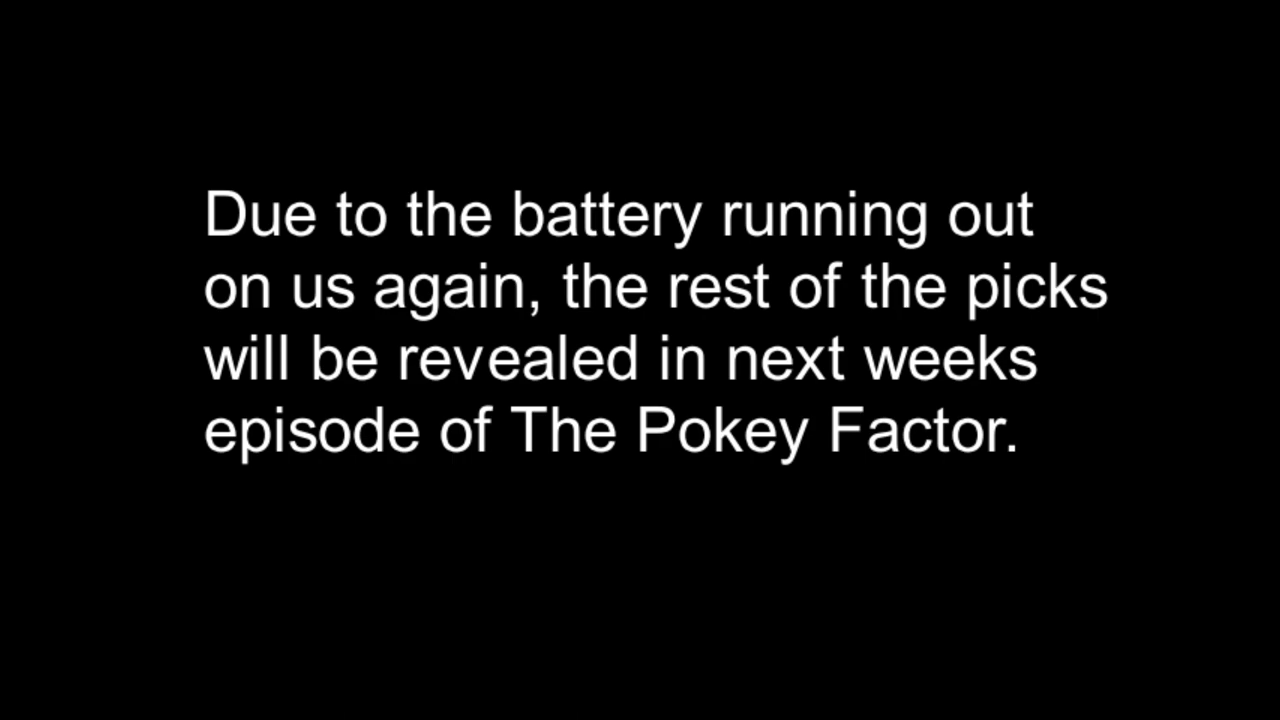 Due to the battery running out
on us again, the rest of the picks
will be revealed in next weeks
episode of The Pokey Factor.